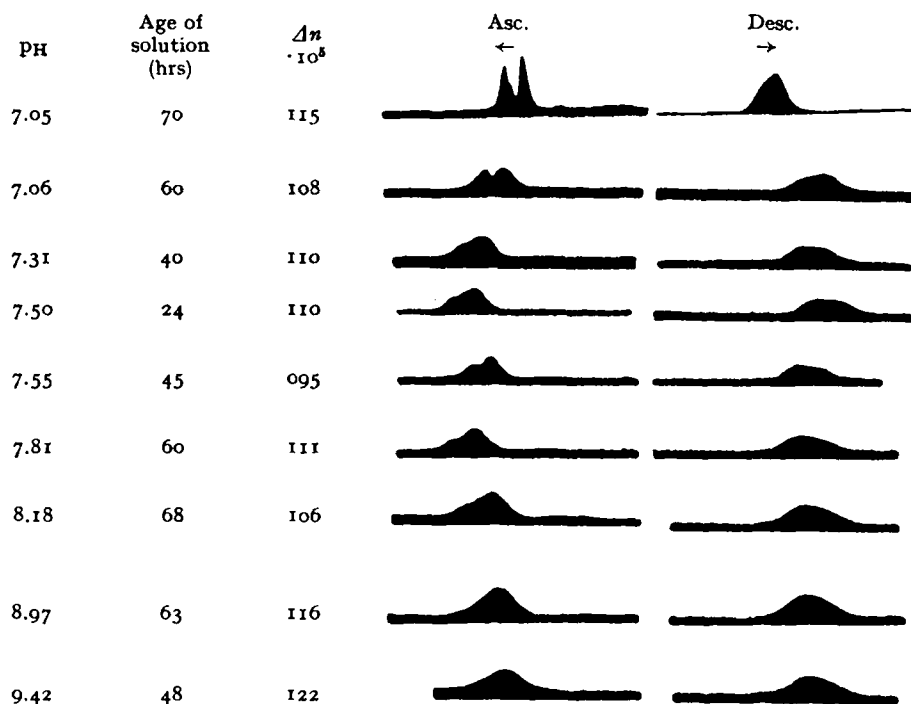 pH Age of solution (hrs) Δn ·10⁵ Asc. ← Desc. →
7.05 70 115
7.06 60 108
7.31 40 110
7.50 24 110
7.55 45 095
7.81 60 111
8.18 68 106
8.97 63 116
9.42 48 122